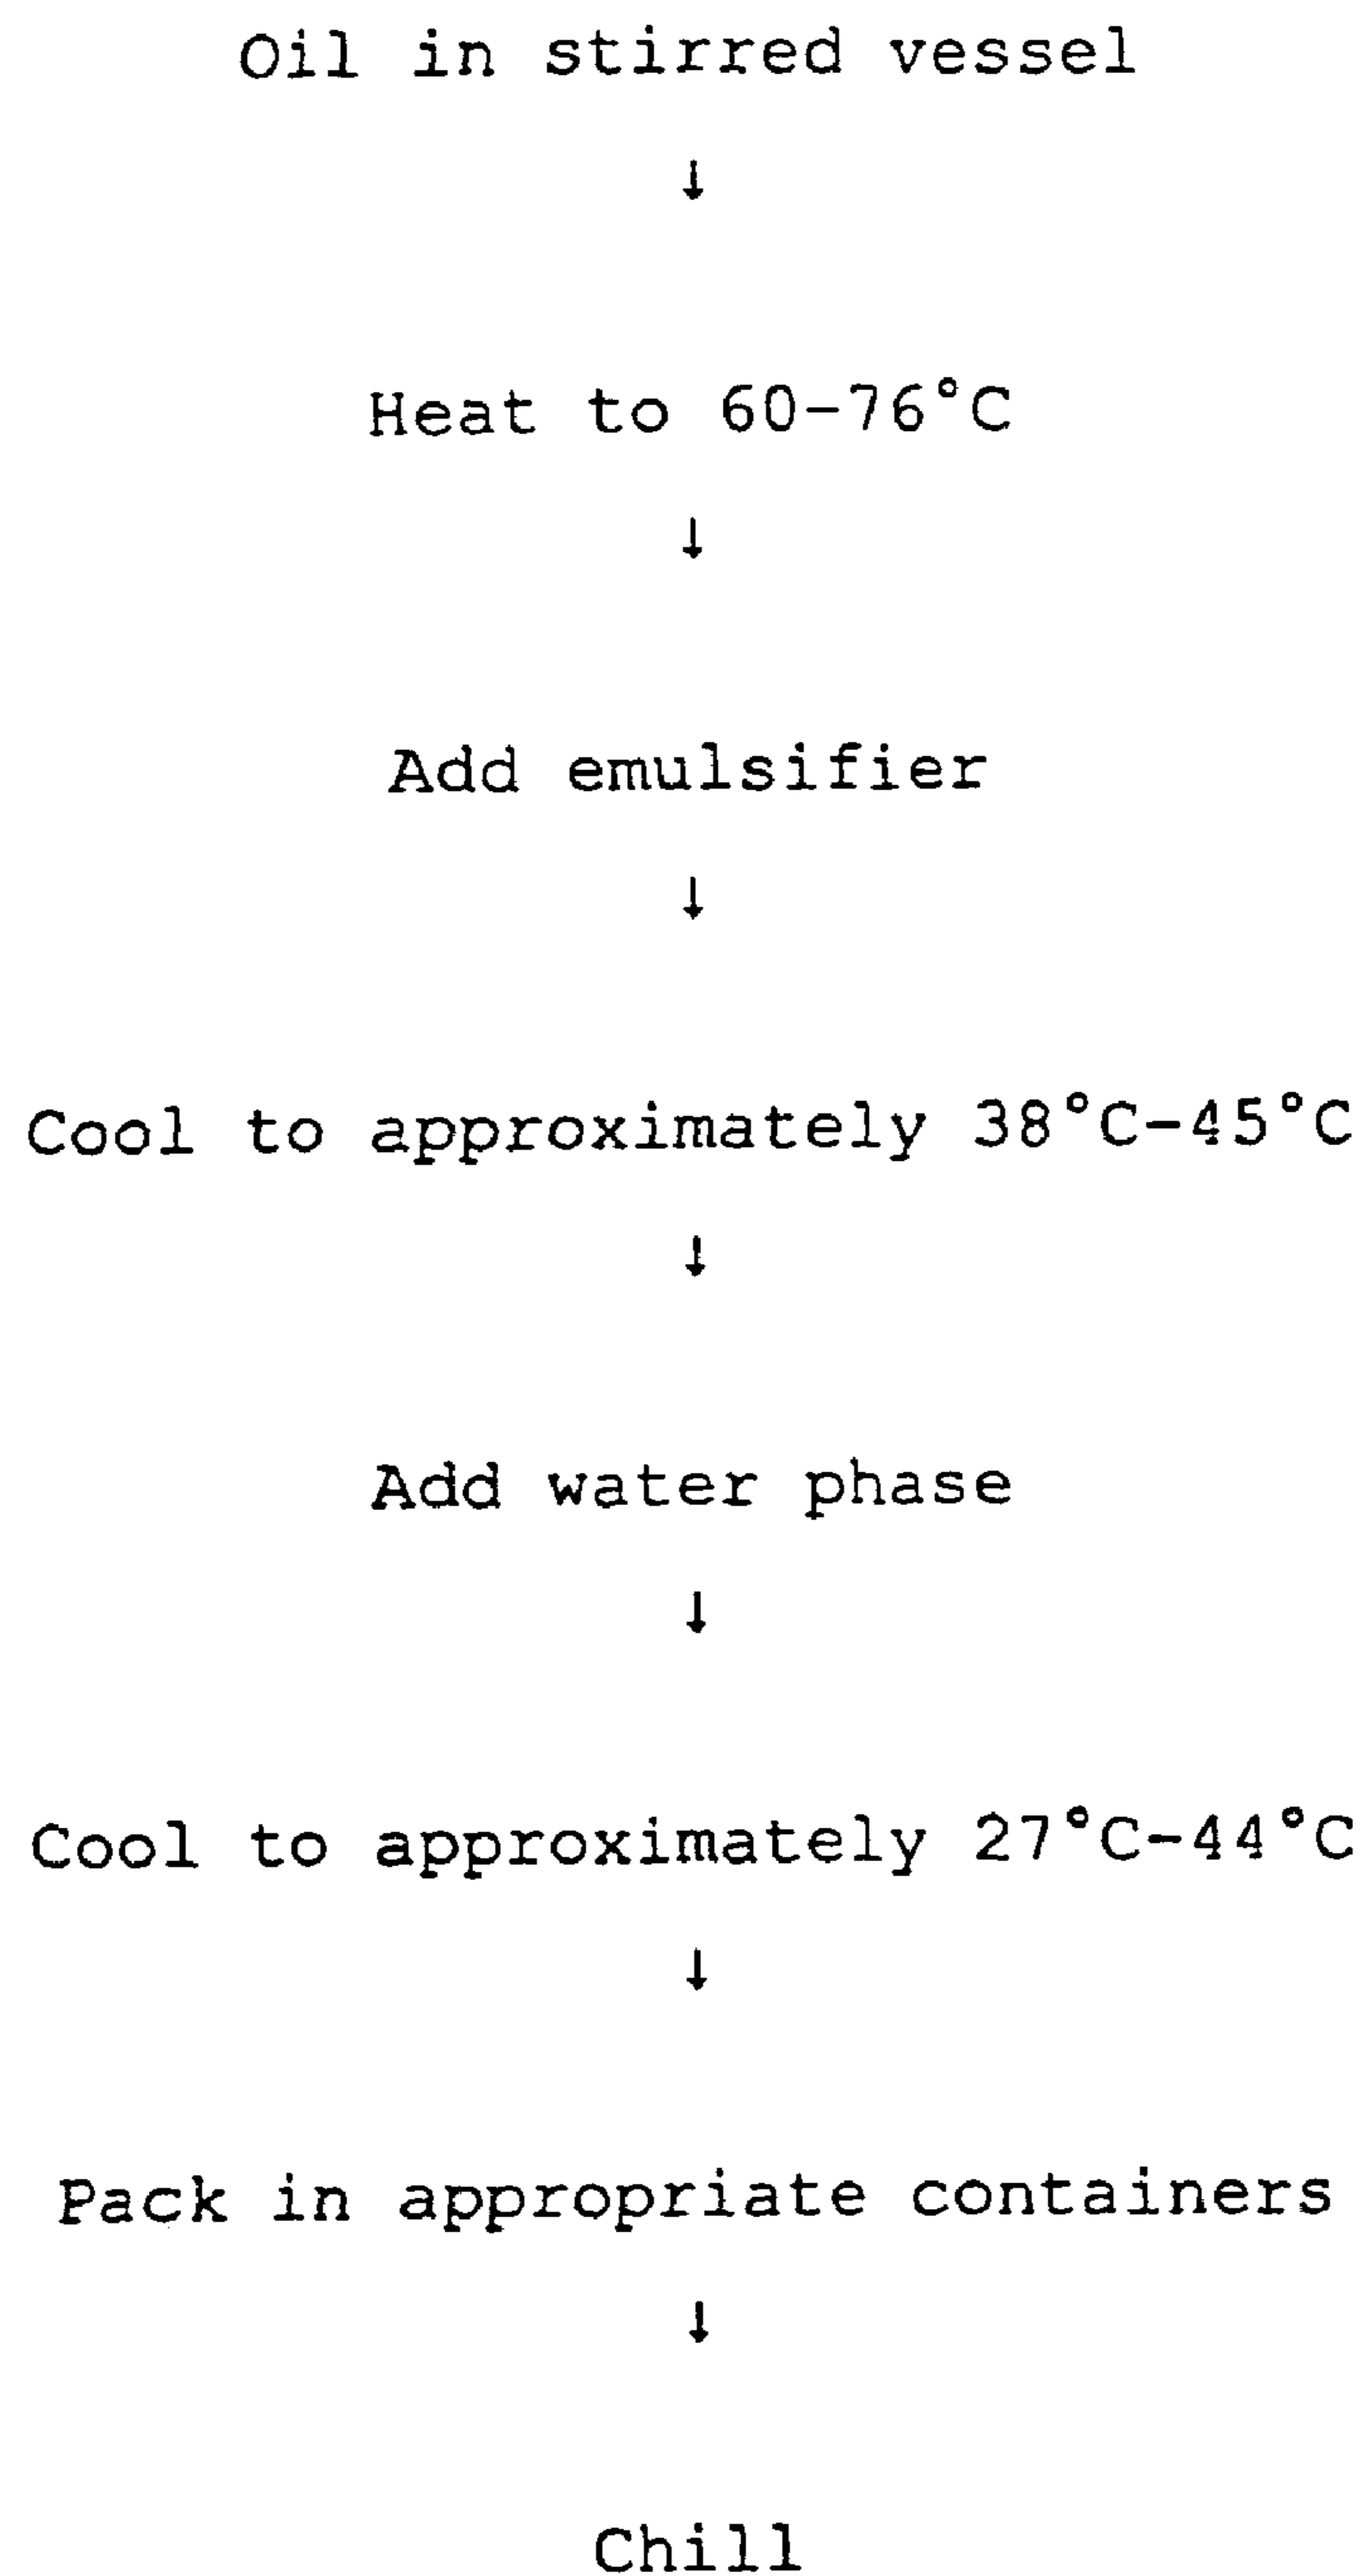 Oil in stirred vessel
↓
Heat to 60-76°C
↓
Add emulsifier
↓
Cool to approximately 38°C-45°C
↓
Add water phase
↓
Cool to approximately 27°C-44°C
↓
Pack in appropriate containers
↓
Chill